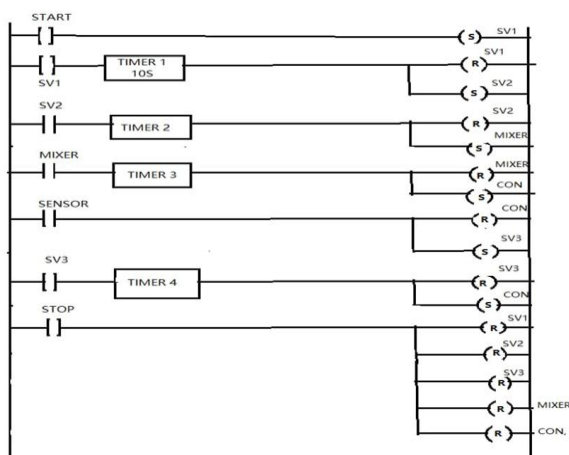 START
(S) SV1
SV1
TIMER 1
10S
(R) SV1
(S) SV2
SV2
TIMER 2
(R) SV2
(S) MIXER
MIXER
TIMER 3
(R) MIXER
(S) CON
SENSOR
(R) CON
(S) SV3
SV3
TIMER 4
(R) SV3
(S) CON
STOP
(R) SV1
(R) SV2
(R) SV3
(R) MIXER
(R) CON,